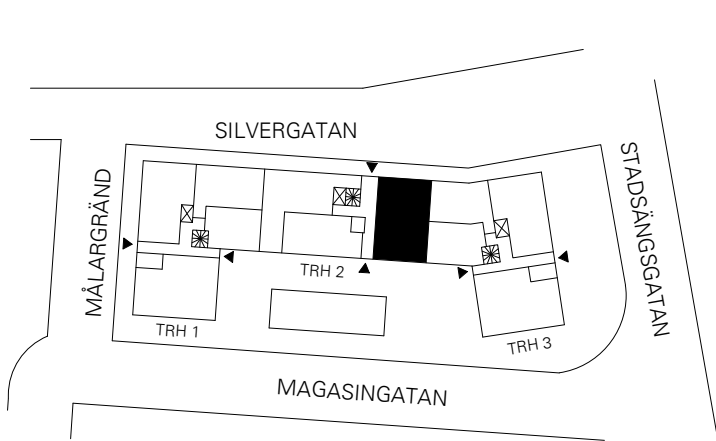 SILVERGATAN
STADSÄNGSGATAN
MÅLARGRÄND
TRH 2
TRH 1
TRH 3
MAGASINGATAN